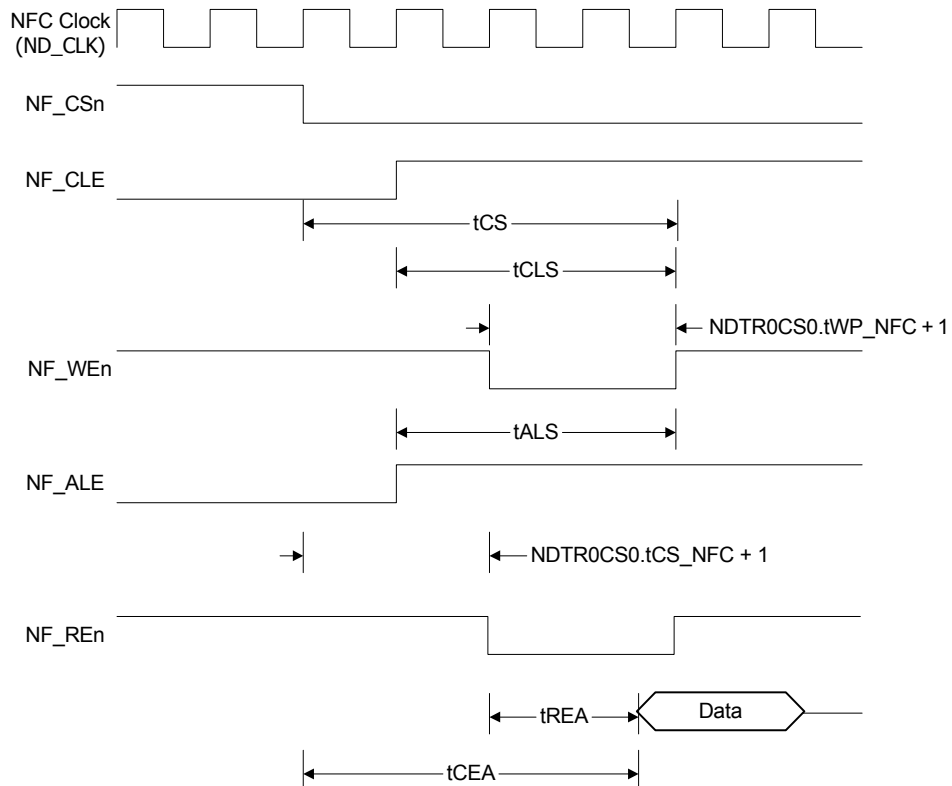 NFC Clock
(ND_CLK)
NF_CSn
NF_CLE
tCS
tCLS
NDTR0CS0.tWP_NFC + 1
NF_WEn
tALS
NF_ALE
NDTR0CS0.tCS_NFC + 1
NF_REn
tREA
Data
tCEA